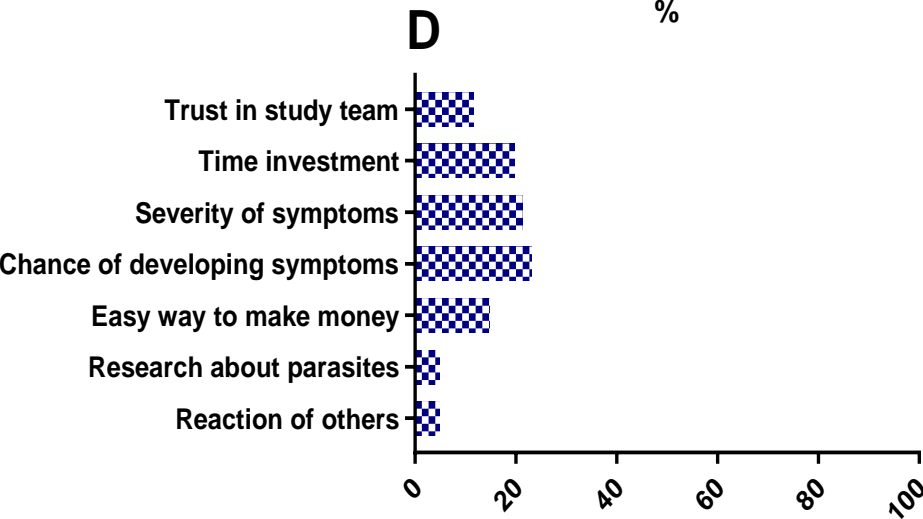 %
D
Trust in study team
Time investment
Severity of symptoms
Chance of developing symptoms
Easy way to make money
Research about parasites
Reaction of others
0 20 40 60 80 100